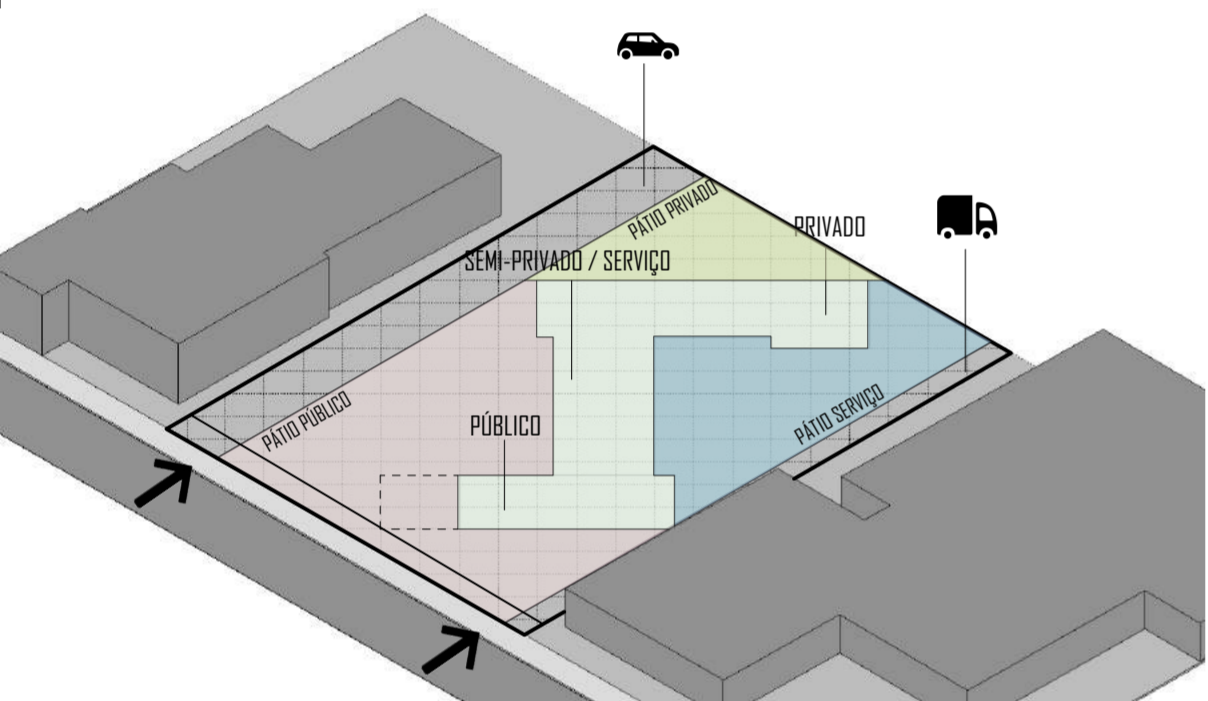 PÁTIO PRIVADO
PRIVADO
SEMI-PRIVADO / SERVIÇO
PÁTIO PÚBLICO
PÚBLICO
PÁTIO SERVIÇO